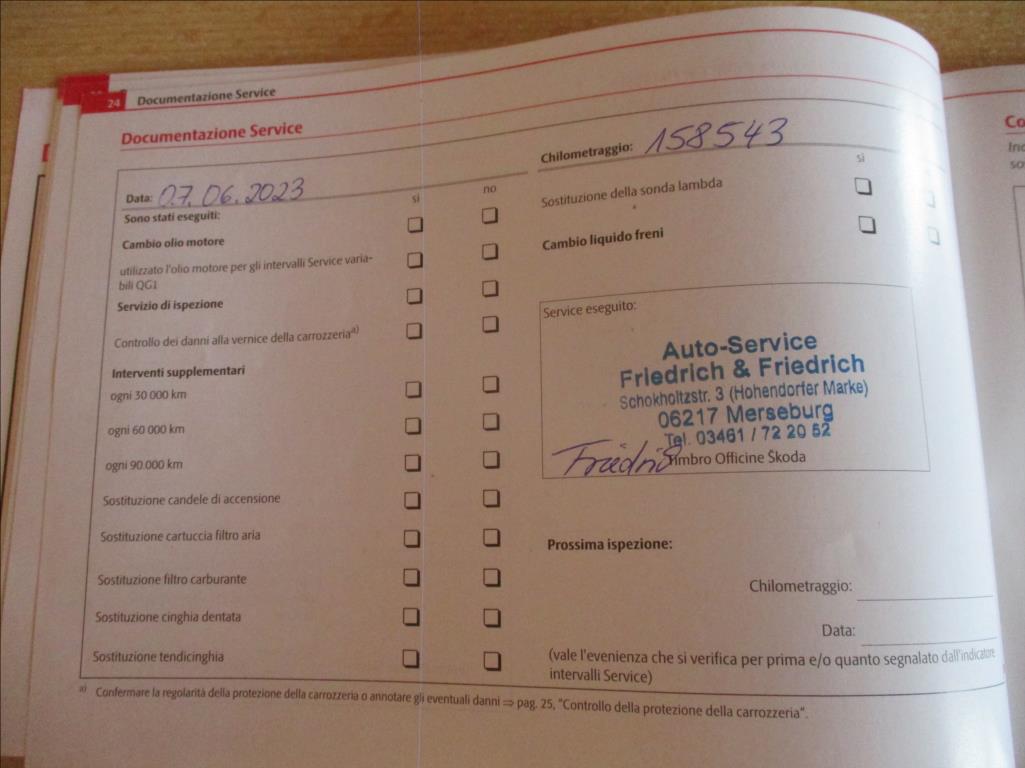 24 Documentazione Service
Documentazione Service
Data: 07.06.2023
sì no
Sono stati eseguiti:
Cambio olio motore
utilizzato l'olio motore per gli intervalli Service varia-
bili QG1
Servizio di ispezione
Controllo dei danni alla vernice della carrozzeria a)
Interventi supplementari
ogni 30 000 km
ogni 60 000 km
ogni 90.000 km
Sostituzione candele di accensione
Sostituzione cartuccia filtro aria
Sostituzione filtro carburante
Sostituzione cinghia dentata
Sostituzione tendicinghia
Chilometraggio: 158543
sì
Sostituzione della sonda lambda
Cambio liquido freni
Service eseguito:
Auto-Service
Friedrich & Friedrich
Schokholtzstr. 3 (Hohendorfer Marke)
06217 Merseburg
Tel. 03461 / 72 20 52
Timbro Officine Škoda
Prossima ispezione:
Chilometraggio:
Data:
(vale l'evenienza che si verifica per prima e/o quanto segnalato dall'indicatore
intervalli Service)
a) Confermare la regolarità della protezione della carrozzeria o annotare gli eventuali danni ⇒ pag. 25, "Controllo della protezione della carrozzeria".